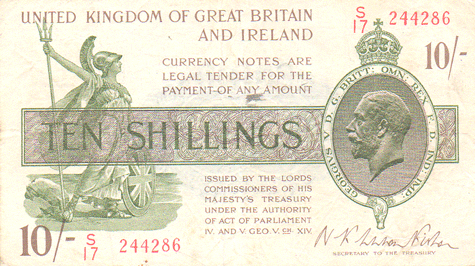 UNITED KINGDOM OF GREAT BRITAIN
AND IRELAND
S/17 244286
10/-
CURRENCY NOTES ARE
LEGAL TENDER FOR THE
PAYMENT OF ANY AMOUNT
TEN SHILLINGS
GEORGIVS V D. G. BRITT: OMN: REX F. D. IND: IMP:
ISSUED BY THE LORDS
COMMISSIONERS OF HIS
MAJESTY'S TREASURY
UNDER THE AUTHORITY
OF ACT OF PARLIAMENT
IV. AND V. GEO. V. CH. XIV.
10/- S/17 244286
SECRETARY TO THE TREASURY